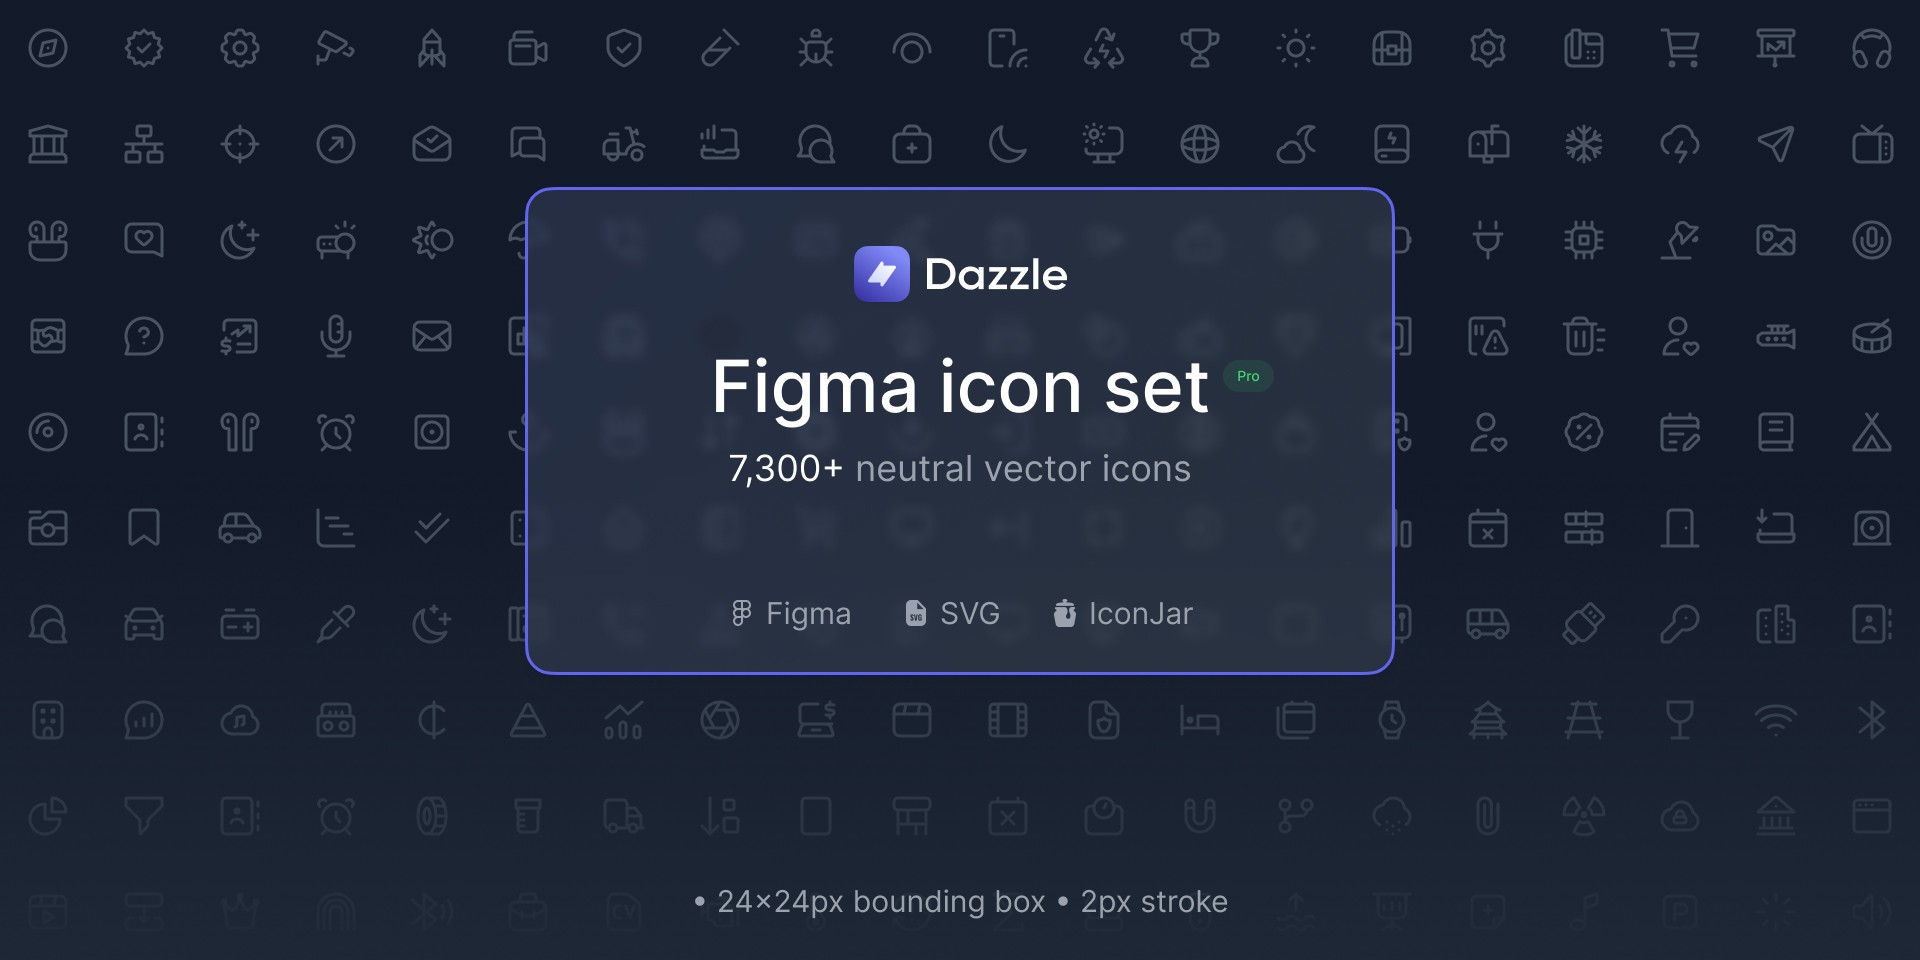 Dazzle
Figma icon set Pro
7,300+ neutral vector icons
Figma SVG IconJar
• 24×24px bounding box • 2px stroke